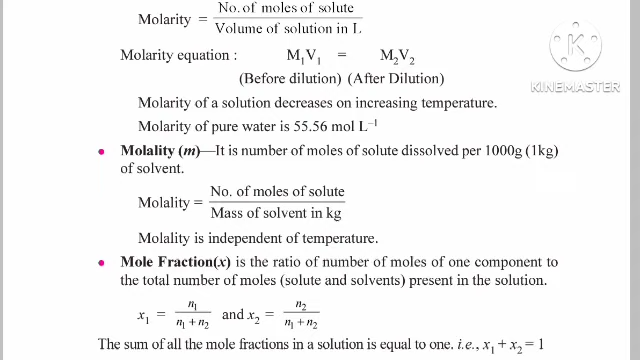 Molarity = No. of moles of solute / Volume of solution in L
Molarity equation : M₁V₁ = M₂V₂
(Before dilution) (After Dilution)
Molarity of a solution decreases on increasing temperature.
Molarity of pure water is 55.56 mol L⁻¹
• Molality (m)—It is number of moles of solute dissolved per 1000g (1kg)
of solvent.
Molality = No. of moles of solute / Mass of solvent in kg
Molality is independent of temperature.
• Mole Fraction(x) is the ratio of number of moles of one component to
the total number of moles (solute and solvents) present in the solution.
x₁ = n₁ / n₁ + n₂ and x₂ = n₂ / n₁ + n₂
The sum of all the mole fractions in a solution is equal to one. i.e., x₁ + x₂ = 1
K
KINEMASTER